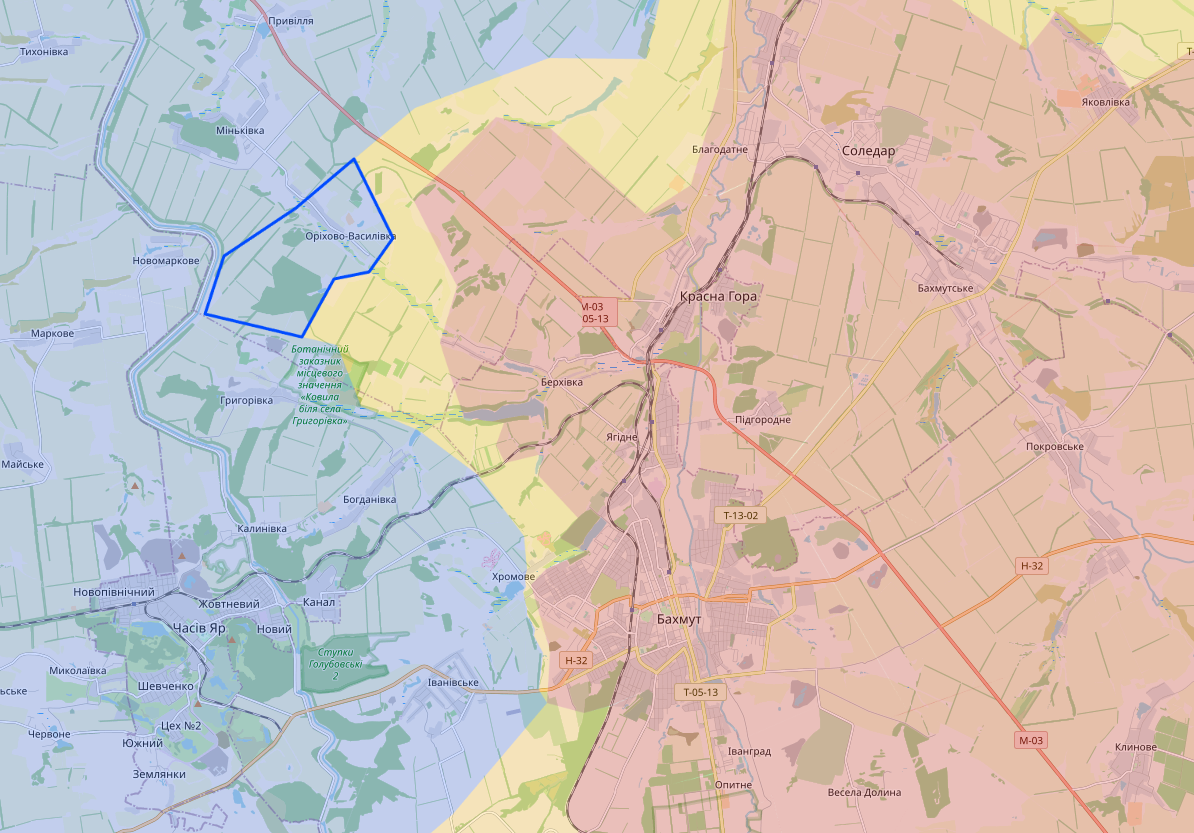 Привілля
Тихонівка
Т-
Яковлівка
Міньківка
Благодатне
Соледар
Оріхово-Василівка
Новомаркове
Бахмутське
Красна Гора
М-03
05-13
Маркове
Ботанічний
заказник
місцевого
значення
«Ковила
біля села
Григорівка»
Берхівка
Григорівка
Підгородне
Ягідне
Покровське
Майське
Богданівка
Т-13-02
Калинівка
Н-32
Хромове
Новопівнічний
Жовтневий
Канал
Бахмут
Часів Яр
Новий
Ступки
Голубовські
2
Н-32
Миколаївка
Іванівське
Шевченко
ьське
Т-05-13
Цех №2
Червоне
Южний
М-03
Іванград
Клинове
Землянки
Опитне
Весела Долина